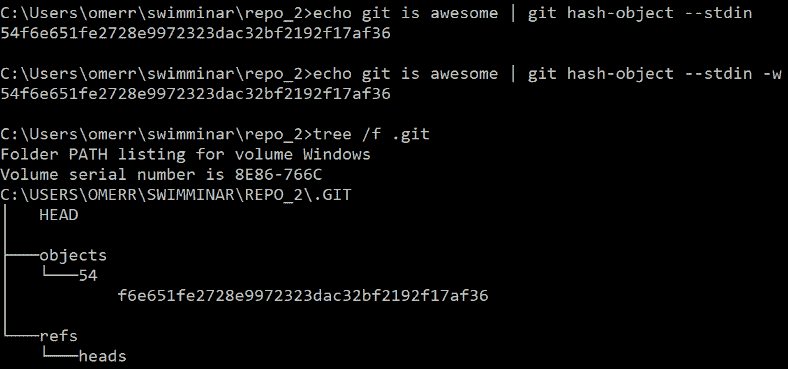 C:\Users\omerr\swimminar\repo_2>echo git is awesome | git hash-object --stdin
54f6e651fe2728e9972323dac32bf2192f17af36
C:\Users\omerr\swimminar\repo_2>echo git is awesome | git hash-object --stdin -w
54f6e651fe2728e9972323dac32bf2192f17af36
C:\Users\omerr\swimminar\repo_2>tree /f .git
Folder PATH listing for volume Windows
Volume serial number is 8E86-766C
C:\USERS\OMERR\SWIMMINAR\REPO_2\.GIT
│   HEAD
│
├───objects
│   └───54
│           f6e651fe2728e9972323dac32bf2192f17af36
│
└───refs
    └───heads